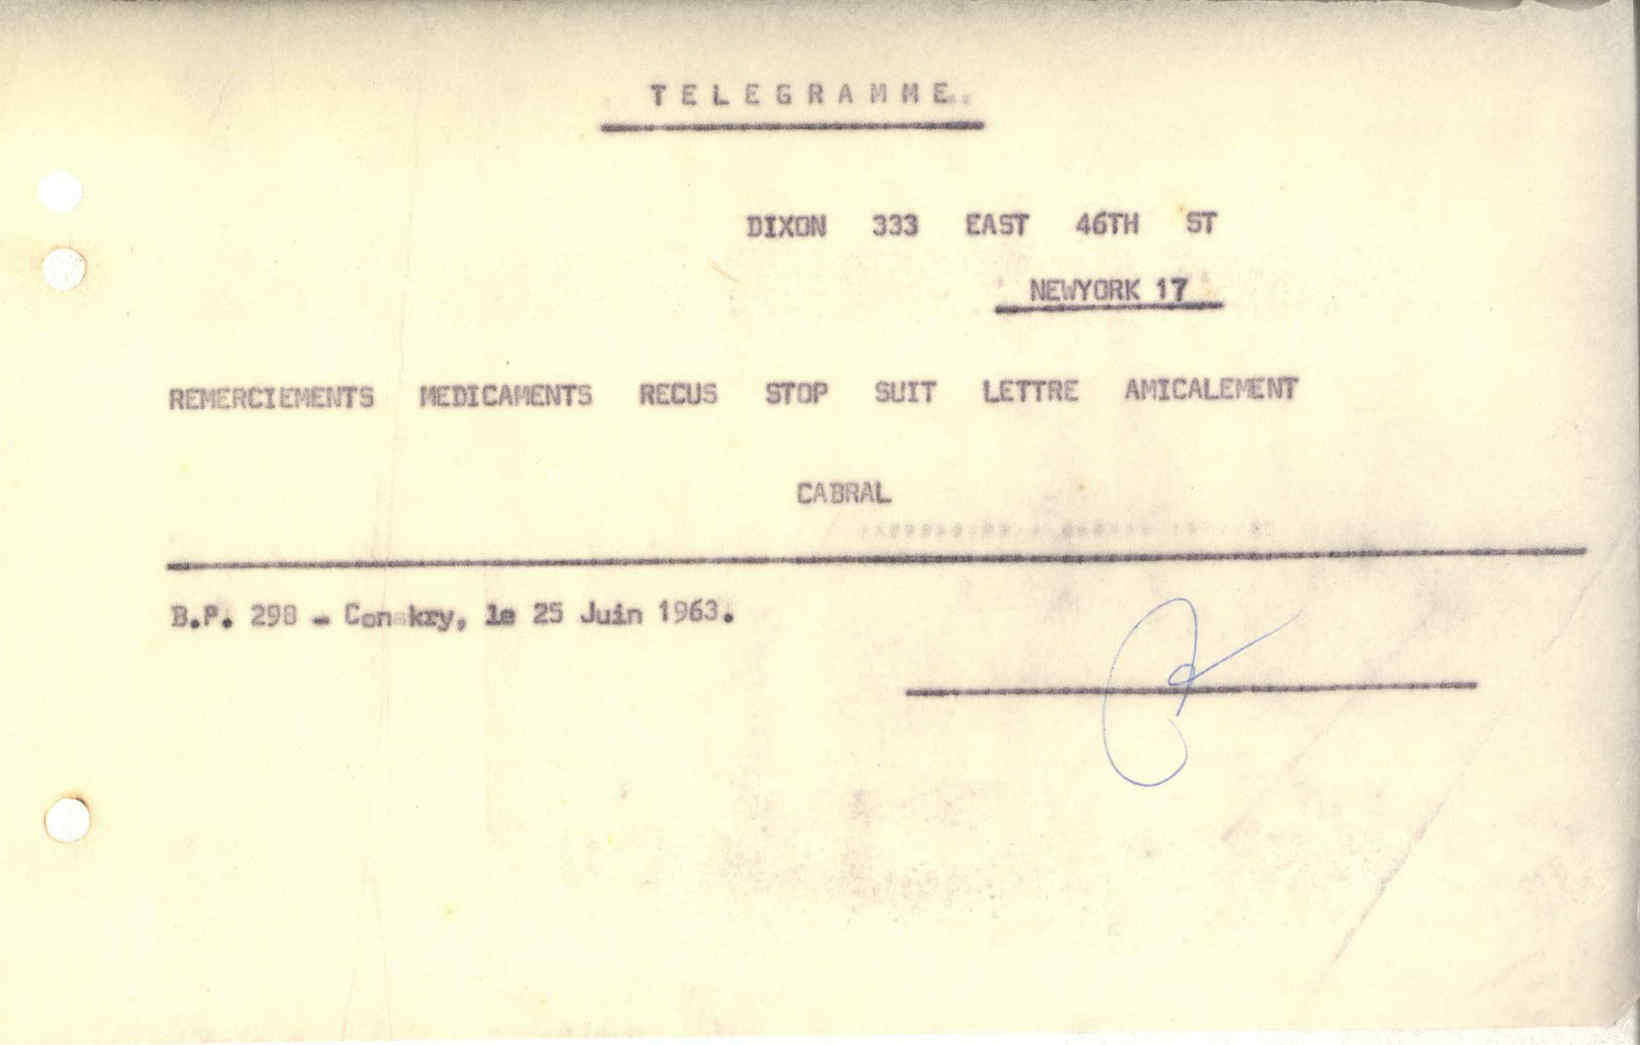 TELEGRAMME
DIXON 333 EAST 46TH ST
NEWYORK 17
REMERCIEMENTS MEDICAMENTS RECUS STOP SUIT LETTRE AMICALEMENT
CABRAL
B.P. 298 - Conakry, le 25 Juin 1963.